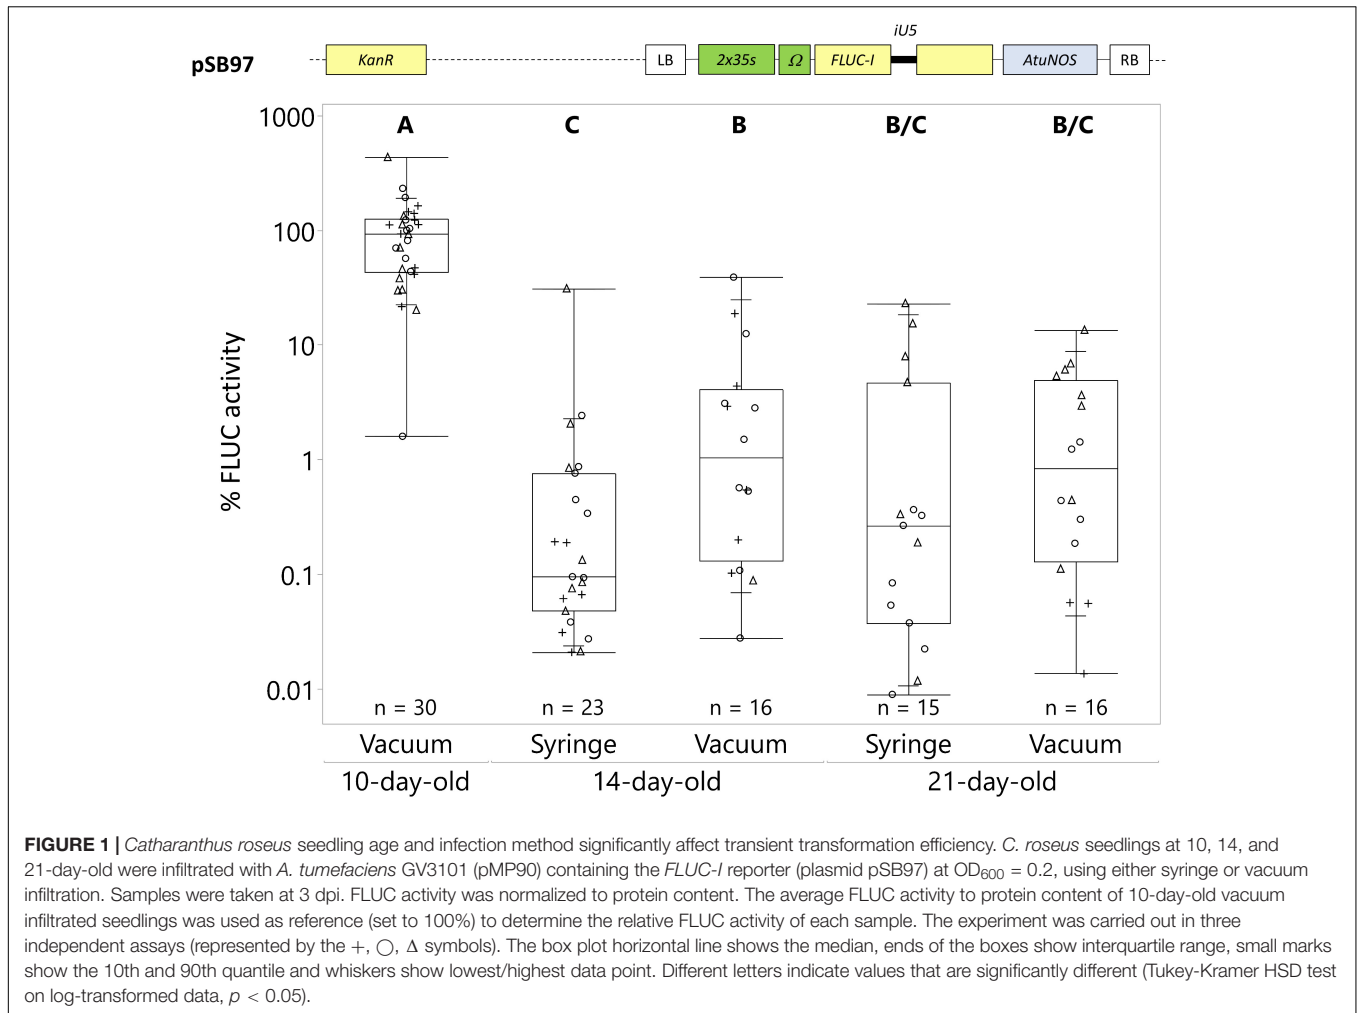 iU5
pSB97 KanR LB 2x35s Ω FLUC-I AtuNOS RB
1000 A C B B/C B/C
100
10
1
0.1
0.01
% FLUC activity
n = 30 n = 23 n = 16 n = 15 n = 16
Vacuum Syringe Vacuum Syringe Vacuum
10-day-old 14-day-old 21-day-old
FIGURE 1 | Catharanthus roseus seedling age and infection method significantly affect transient transformation efficiency. C. roseus seedlings at 10, 14, and
21-day-old were infiltrated with A. tumefaciens GV3101 (pMP90) containing the FLUC-I reporter (plasmid pSB97) at OD600 = 0.2, using either syringe or vacuum
infiltration. Samples were taken at 3 dpi. FLUC activity was normalized to protein content. The average FLUC activity to protein content of 10-day-old vacuum
infiltrated seedlings was used as reference (set to 100%) to determine the relative FLUC activity of each sample. The experiment was carried out in three
independent assays (represented by the +, ◯, Δ symbols). The box plot horizontal line shows the median, ends of the boxes show interquartile range, small marks
show the 10th and 90th quantile and whiskers show lowest/highest data point. Different letters indicate values that are significantly different (Tukey-Kramer HSD test
on log-transformed data, p < 0.05).